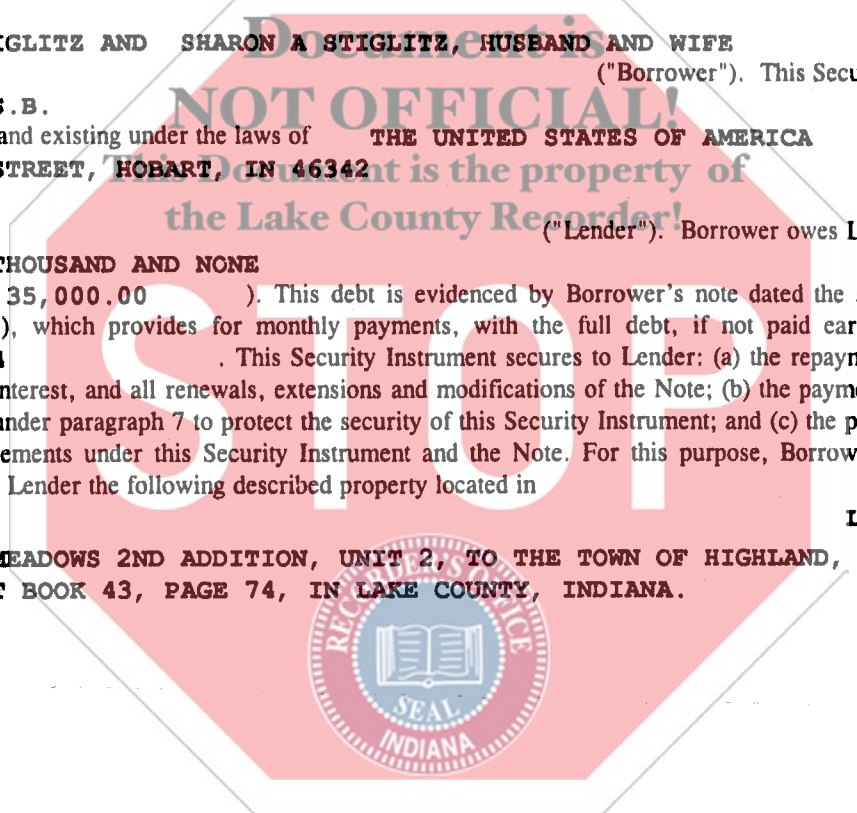 Document is
IGLITZ AND SHARON A STIGLITZ, HUSBAND AND WIFE
("Borrower"). This Secu
NOT OFFICIAL!
S.B.
and existing under the laws of THE UNITED STATES OF AMERICA
STREET, HOBART, IN 46342
This Document is the property of
the Lake County Recorder!
("Lender"). Borrower owes L
THOUSAND AND NONE
35,000.00 ). This debt is evidenced by Borrower's note dated the
), which provides for monthly payments, with the full debt, if not paid ear
. This Security Instrument secures to Lender: (a) the repaym
nterest, and all renewals, extensions and modifications of the Note; (b) the payme
under paragraph 7 to protect the security of this Security Instrument; and (c) the p
ements under this Security Instrument and the Note. For this purpose, Borrow
Lender the following described property located in
STOP
L
MEADOWS 2ND ADDITION, UNIT 2, TO THE TOWN OF HIGHLAND,
T BOOK 43, PAGE 74, IN LAKE COUNTY, INDIANA.
RECORDER'S OFFICE
SEAL
INDIANA